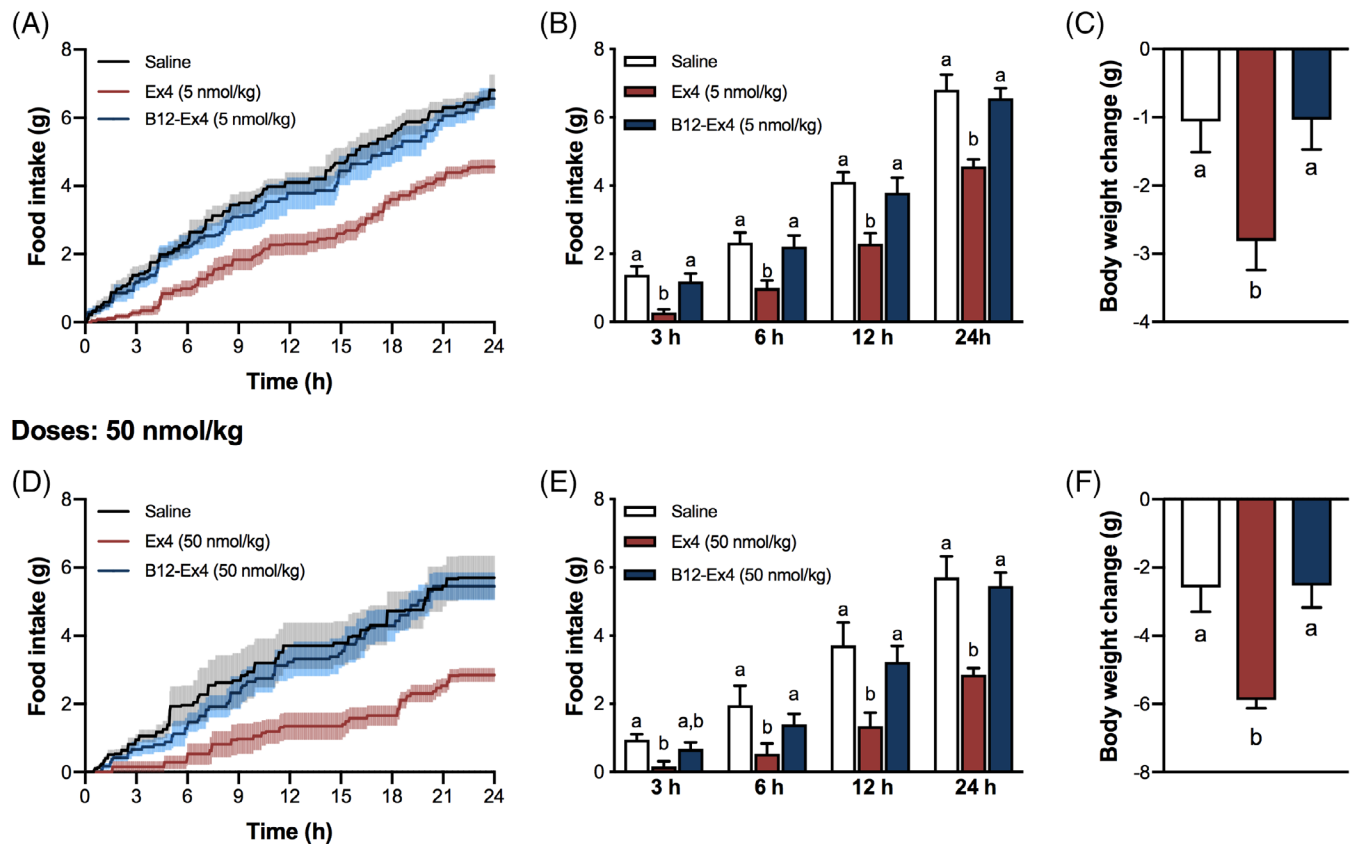 (A)
Food intake (g)
8
6
4
2
0
Saline
Ex4 (5 nmol/kg)
B12-Ex4 (5 nmol/kg)
0 3 6 9 12 15 18 21 24
Time (h)
(B)
Food intake (g)
8
6
4
2
0
Saline
Ex4 (5 nmol/kg)
B12-Ex4 (5 nmol/kg)
a b a a b a a b a a b a
3 h 6 h 12 h 24h
(C)
Body weight change (g)
0
-1
-2
-3
-4
a b a
Doses: 50 nmol/kg
(D)
Food intake (g)
8
6
4
2
0
Saline
Ex4 (50 nmol/kg)
B12-Ex4 (50 nmol/kg)
0 3 6 9 12 15 18 21 24
Time (h)
(E)
Food intake (g)
8
6
4
2
0
Saline
Ex4 (50 nmol/kg)
B12-Ex4 (50 nmol/kg)
a b a,b a b a a b a a b a
3 h 6 h 12 h 24 h
(F)
Body weight change (g)
0
-2
-4
-6
-8
a b a